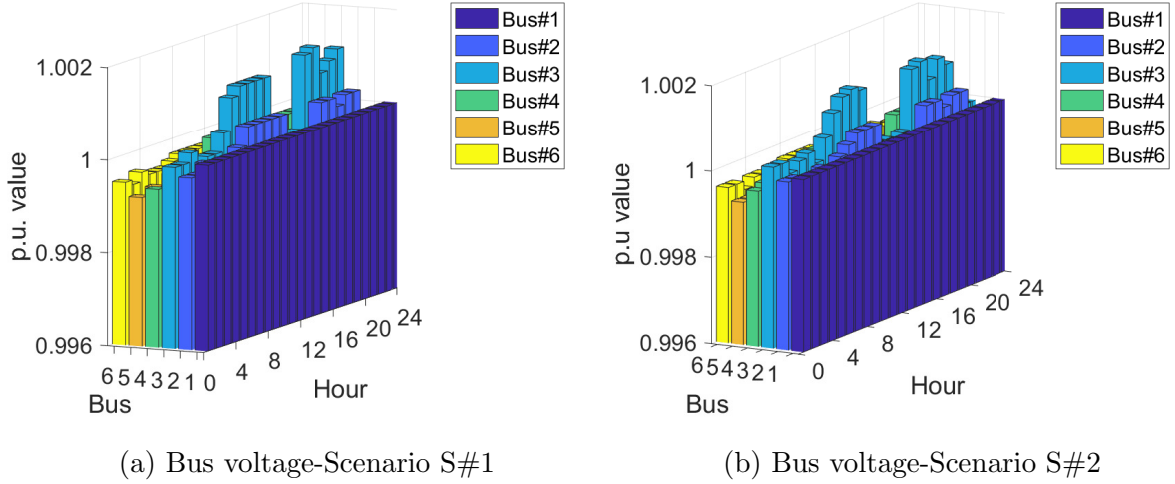 1.002
1
0.998
0.996
p.u. value
6 5 4 3 2 1 0
Bus
4 8 12 16 20 24
Hour
Bus#1
Bus#2
Bus#3
Bus#4
Bus#5
Bus#6
(a) Bus voltage-Scenario S#1
1.002
1
0.998
0.996
p.u value
6 5 4 3 2 1 0
Bus
4 8 12 16 20 24
Hour
Bus#1
Bus#2
Bus#3
Bus#4
Bus#5
Bus#6
(b) Bus voltage-Scenario S#2